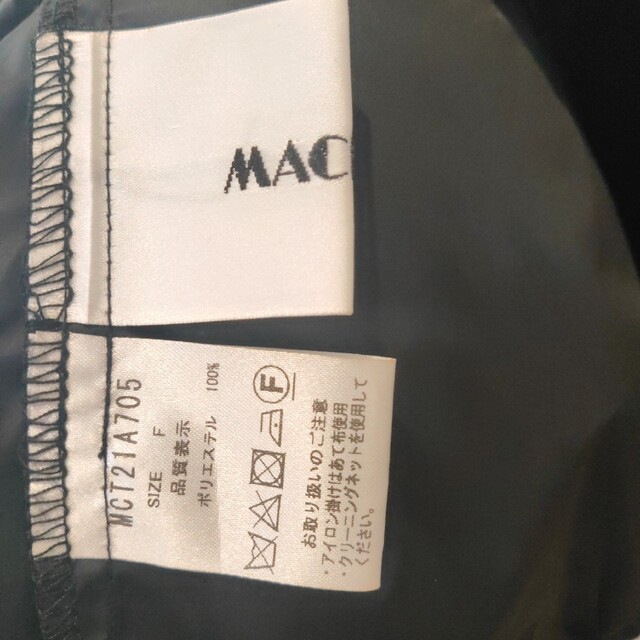 MAC
MCT21A705
SIZE F
品質表示
ポリエステル 100%
F
お取り扱いのご注意
・アイロン掛けはあて布使用
・クリーニングネットを使用して
ください。